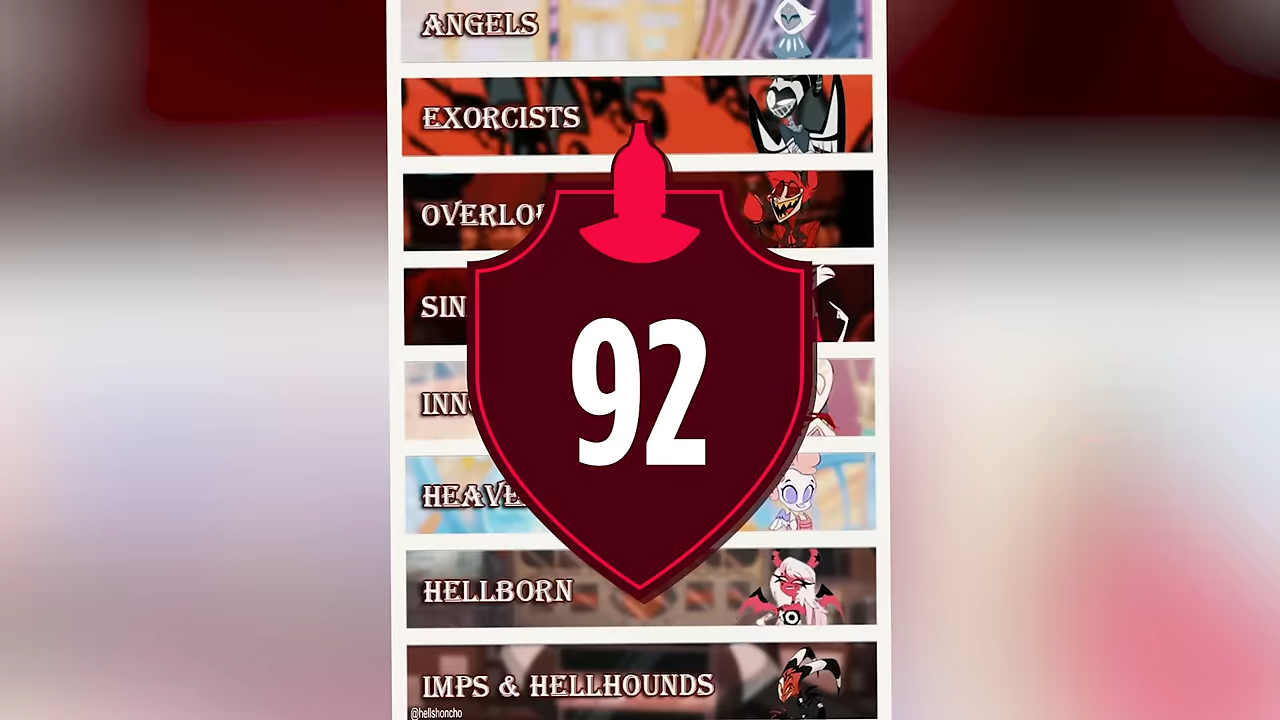 ANGELS
EXORCISTS
OVERLO
SIN
92
INN
HEAVE
HELLBORN
IMPS & HELLHOUNDS
@hellshoncho